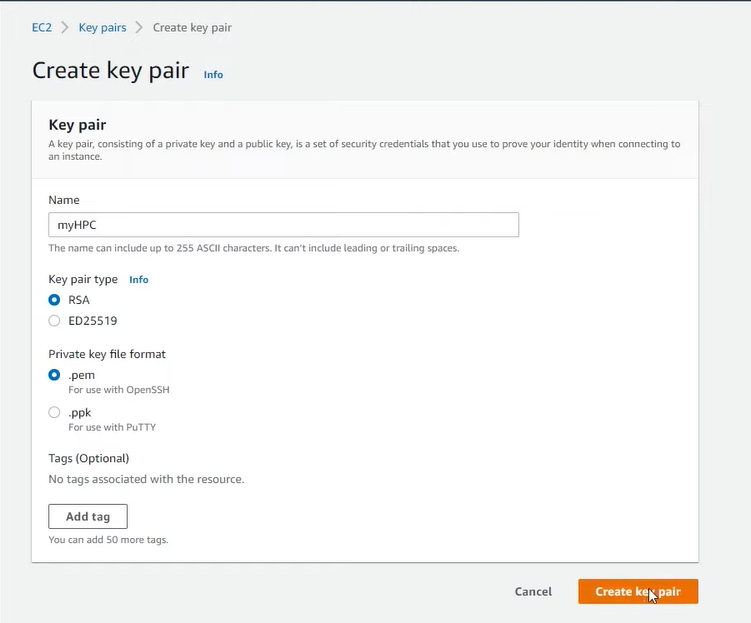 EC2 > Key pairs > Create key pair
Create key pair Info
Key pair
A key pair, consisting of a private key and a public key, is a set of security credentials that you use to prove your identity when connecting to
an instance.
Name
myHPC
The name can include up to 255 ASCII characters. It can't include leading or trailing spaces.
Key pair type Info
RSA
ED25519
Private key file format
.pem
For use with OpenSSH
.ppk
For use with PuTTY
Tags (Optional)
No tags associated with the resource.
Add tag
You can add 50 more tags.
Cancel Create key pair